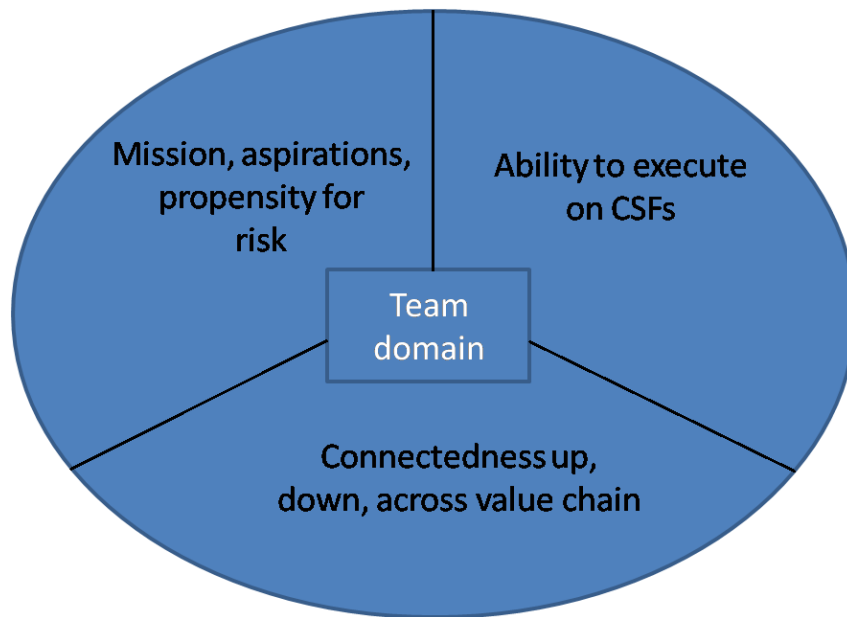 Mission, aspirations,
propensity for
risk
Ability to execute
on CSFs
Team
domain
Connectedness up,
down, across value chain